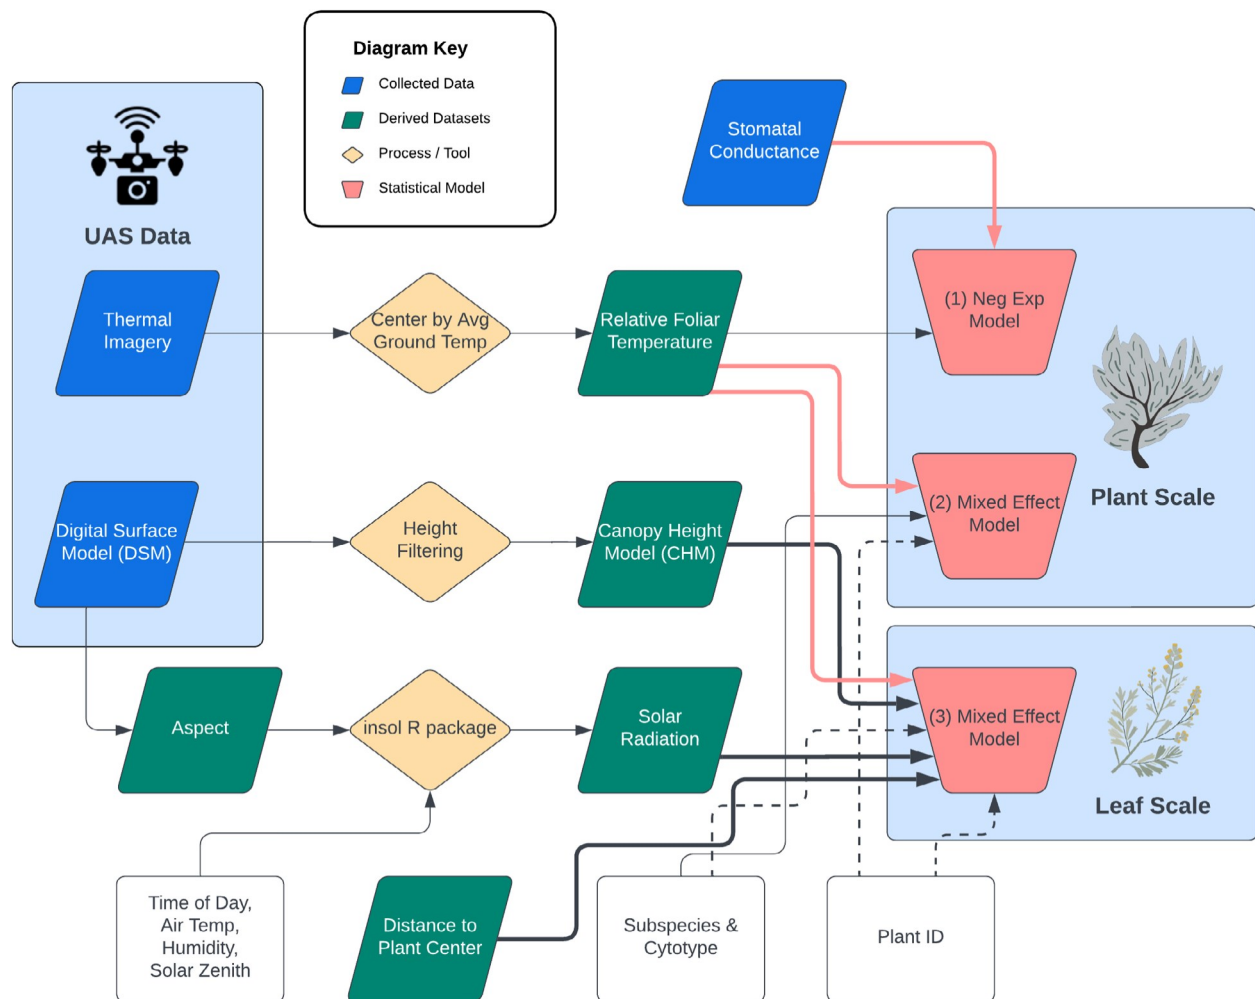 Diagram Key
Collected Data
Derived Datasets
Process / Tool
Statistical Model
UAS Data
Stomatal
Conductance
Thermal
Imagery
Center by Avg
Ground Temp
Relative Foliar
Temperature
(1) Neg Exp
Model
Plant Scale
Digital Surface
Model (DSM)
Height
Filtering
Canopy Height
Model (CHM)
(2) Mixed Effect
Model
Aspect
insol R package
Solar
Radiation
(3) Mixed Effect
Model
Leaf Scale
Time of Day,
Air Temp,
Humidity,
Solar Zenith
Distance to
Plant Center
Subspecies &
Cytotype
Plant ID